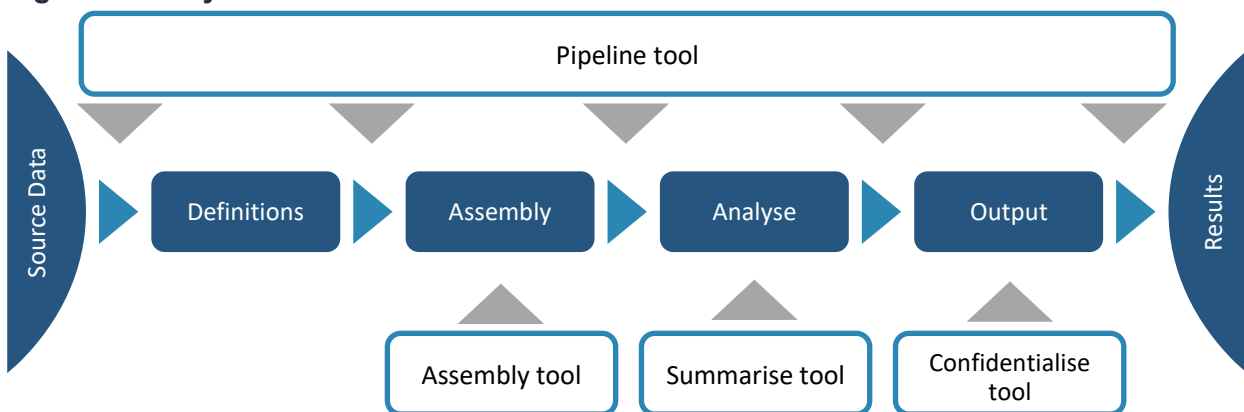 Pipeline tool
Source Data
Definitions
Assembly
Analyse
Output
Results
Assembly tool
Summarise tool
Confidentialise
tool